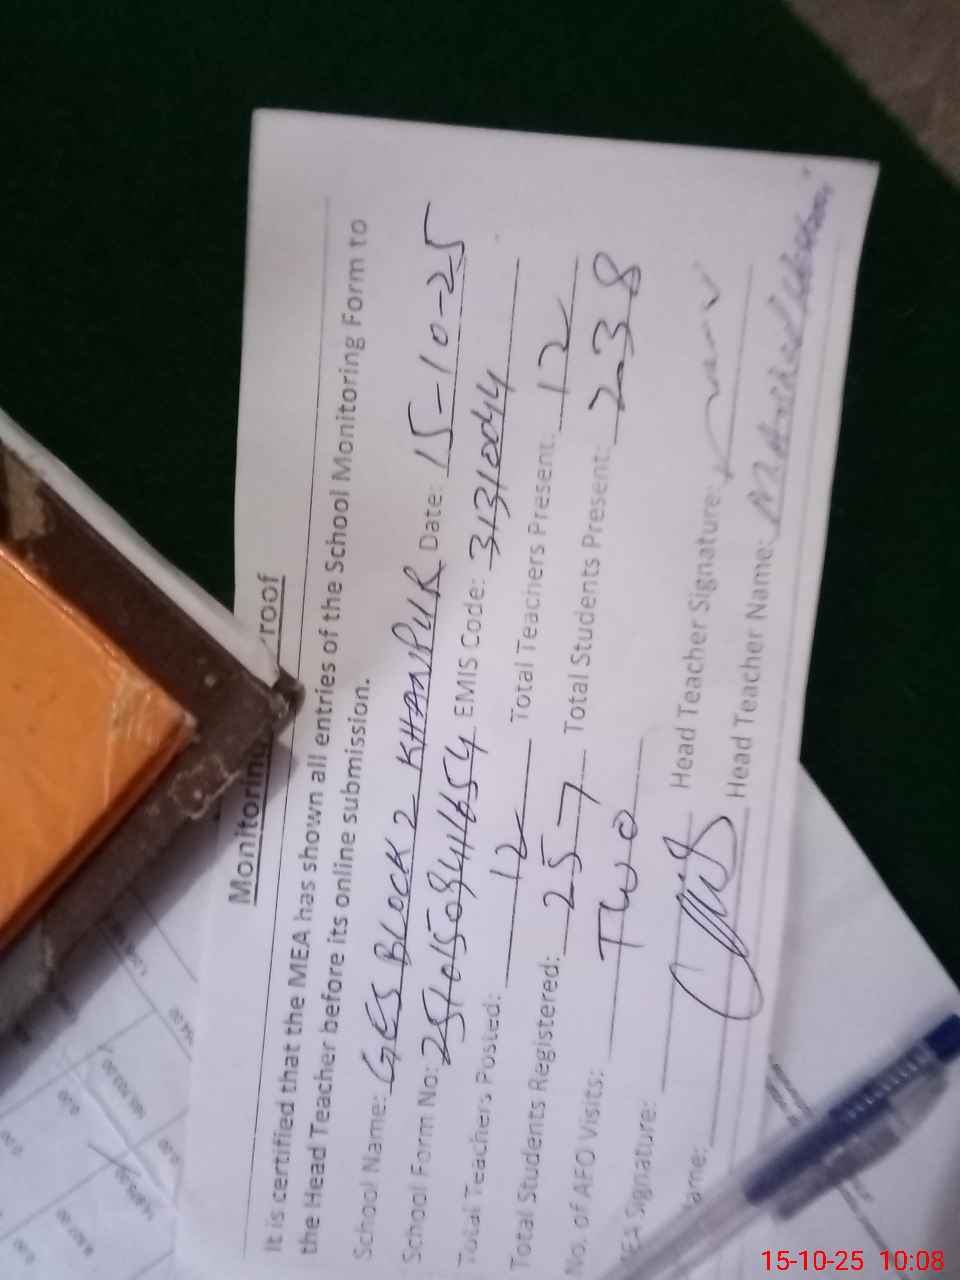 Monitoring roof
It is certified that the MEA has shown all entries of the School Monitoring Form to
the Head Teacher before its online submission.
School Name: GES BLOCK 2 KHANPUR Date: 15-10-25
School Form No: EMIS Code: 31310044
Total Teachers Posted: 12 Total Teachers Present: 12
Total Students Registered: 257 Total Students Present: 238
No. of AEO Visits: TWO
EA Signature: Head Teacher Signature:
ame: Head Teacher Name:
15-10-25 10:08